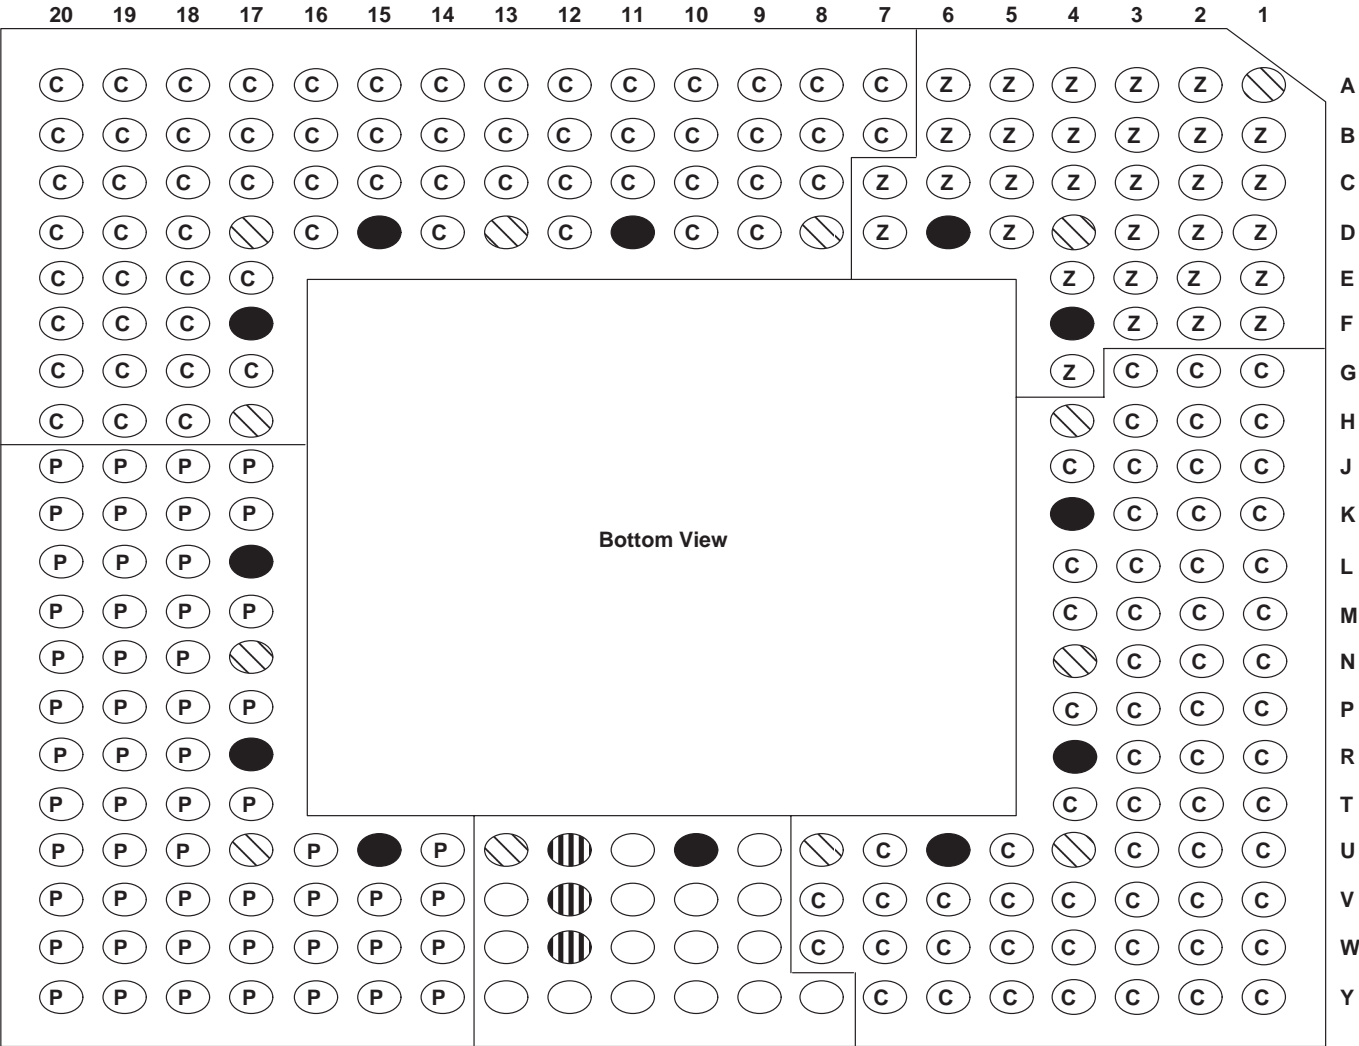 20 19 18 17 16 15 14 13 12 11 10 9 8 7 6 5 4 3 2 1
C C C C C C C C C C C C C C Z Z Z Z Z A
C C C C C C C C C C C C C C Z Z Z Z Z Z B
C C C C C C C C C C C C C Z Z Z Z Z Z Z C
C C C C C C C C Z Z Z Z Z D
C C C C Z Z Z Z E
C C C Z Z Z F
C C C C Z C C C G
C C C C C C H
P P P P C C C C J
P P P P C C C K
Bottom View
P P P C C C C L
P P P P C C C C M
P P P C C C N
P P P P C C C C P
P P P C C C R
P P P P C C C C T
P P P P P C C C C C U
P P P P P P P C C C C C C C C V
P P P P P P P C C C C C C C C W
P P P P P P P C C C C C C C Y